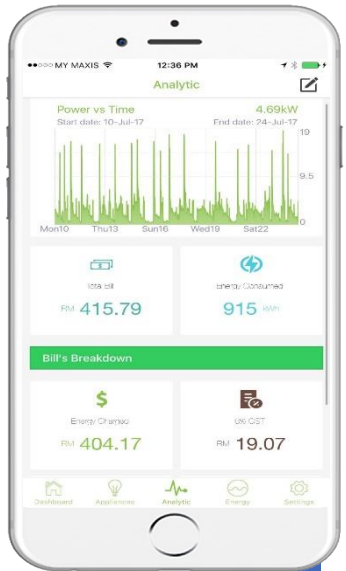 MY MAXIS 12:36 PM
Analytic
Power vs Time 4.69kW
Start date: 10-Jul-17 End date: 24-Jul-17
19
9.5
0
Mon10 Thu13 Sun16 Wed19 Sat22
Total Bill Energy Consumed
RM 415.79 915 kWh
Bill's Breakdown
Energy Charged GST
RM 404.17 RM 19.07
Dashboard Appliances Analytic Energy Settings